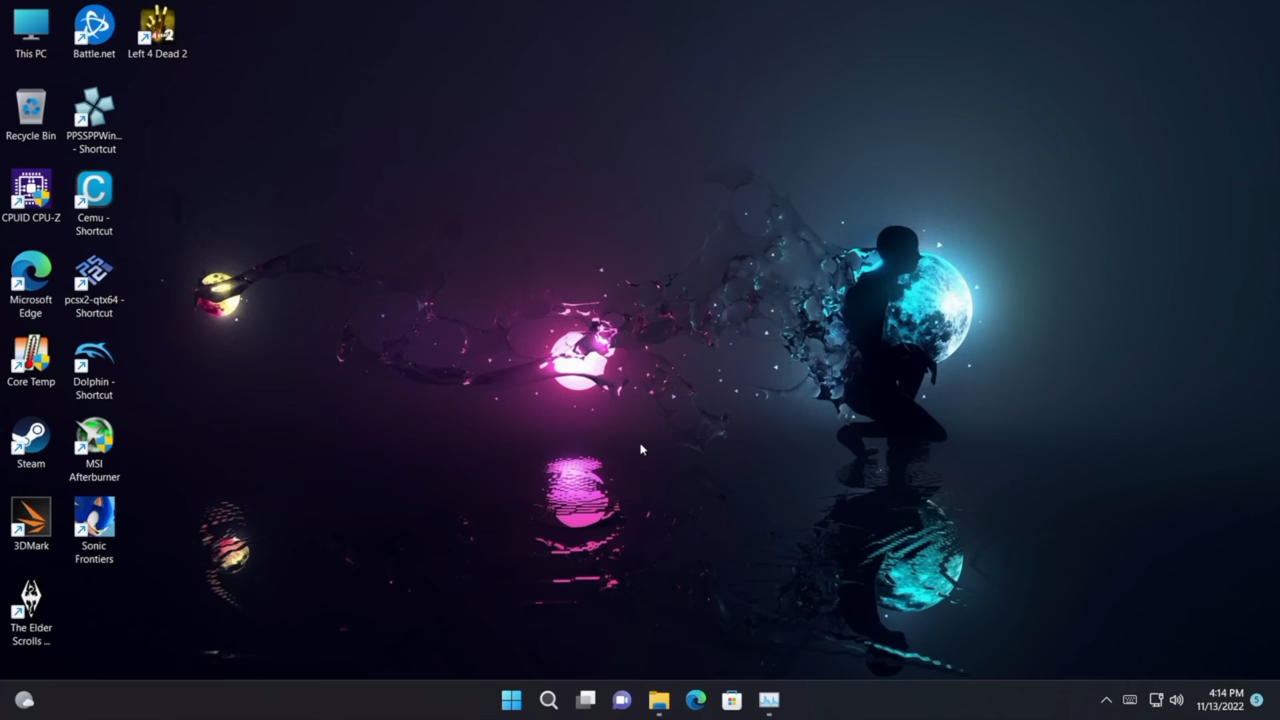 This PC
Battle.net
Left 4 Dead 2
Recycle Bin
PPSSPPWin...
- Shortcut
CPUID CPU-Z
Cemu -
Shortcut
Microsoft
Edge
pcsx2-qtx64 -
Shortcut
Core Temp
Dolphin -
Shortcut
Steam
MSI
Afterburner
3DMark
Sonic
Frontiers
The Elder
Scrolls ...
4:14 PM
11/13/2022
5